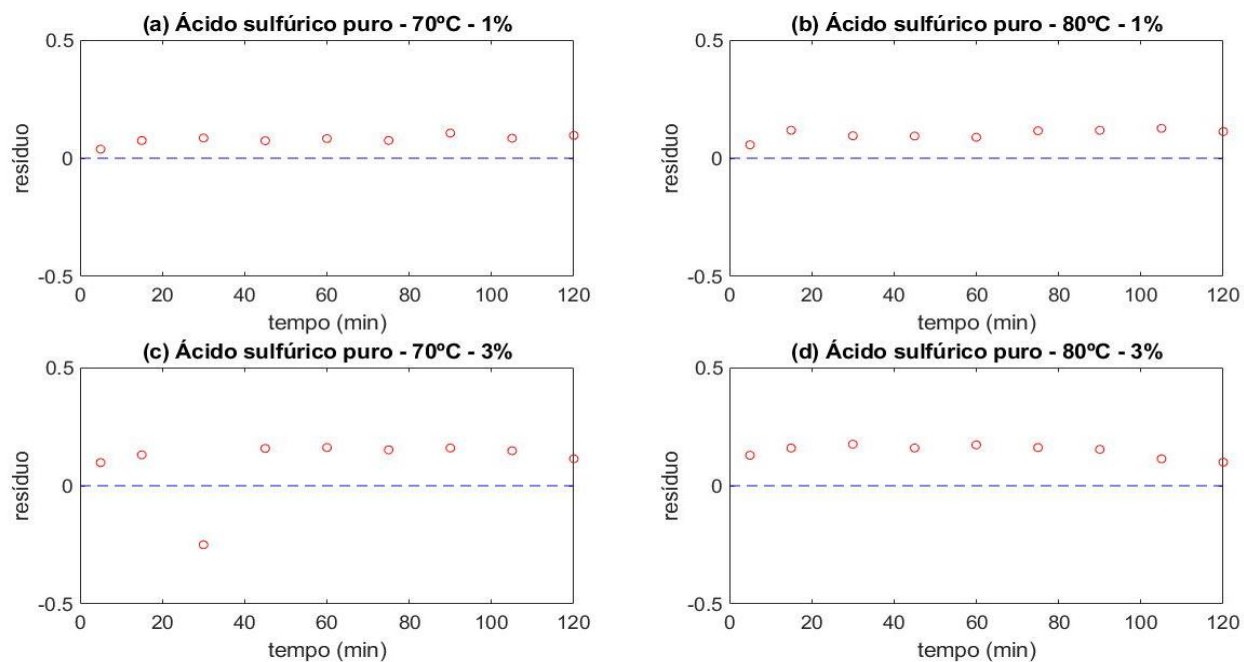 (a) Ácido sulfúrico puro - 70ºC - 1%
0.5
0
-0.5
resíduo
0 20 40 60 80 100 120
tempo (min)
(b) Ácido sulfúrico puro - 80ºC - 1%
0.5
0
-0.5
resíduo
0 20 40 60 80 100 120
tempo (min)
(c) Ácido sulfúrico puro - 70ºC - 3%
0.5
0
-0.5
resíduo
0 20 40 60 80 100 120
tempo (min)
(d) Ácido sulfúrico puro - 80ºC - 3%
0.5
0
-0.5
resíduo
0 20 40 60 80 100 120
tempo (min)